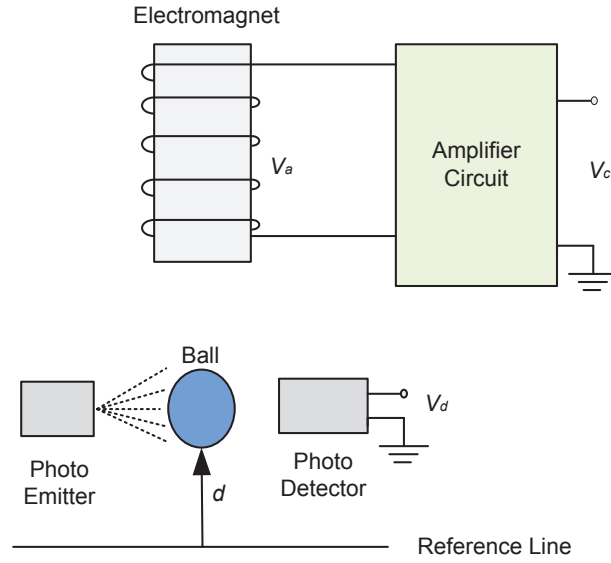 Electromagnet
Va
Amplifier
Circuit
Vc
Ball
Vd
Photo
Emitter
d
Photo
Detector
Reference Line